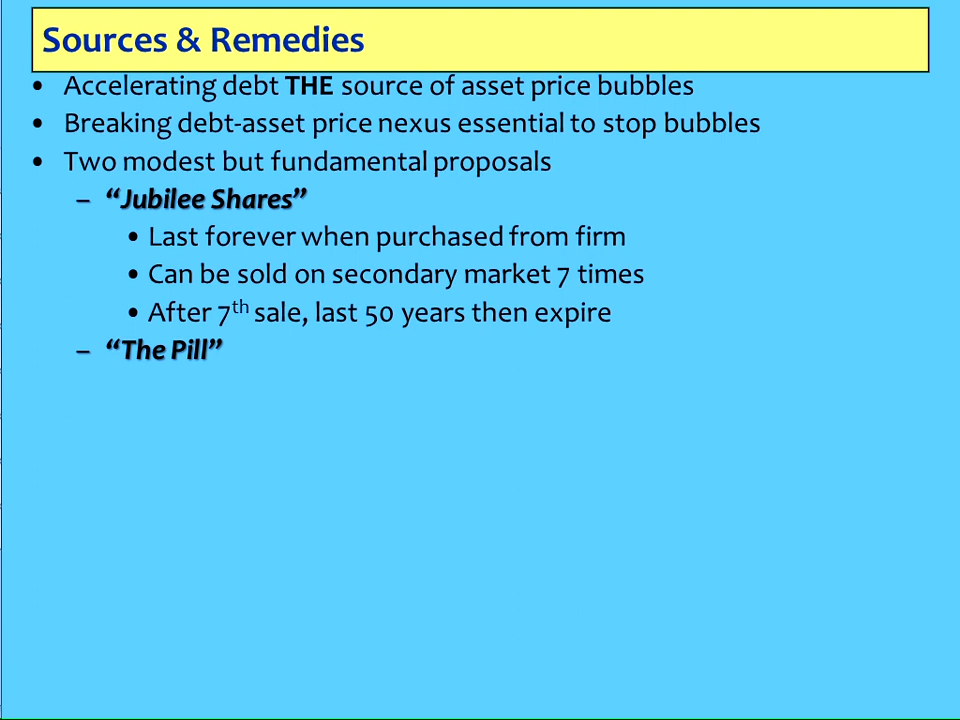 Sources & Remedies
• Accelerating debt THE source of asset price bubbles
• Breaking debt-asset price nexus essential to stop bubbles
• Two modest but fundamental proposals
– “Jubilee Shares”
• Last forever when purchased from firm
• Can be sold on secondary market 7 times
• After 7th sale, last 50 years then expire
– “The Pill”